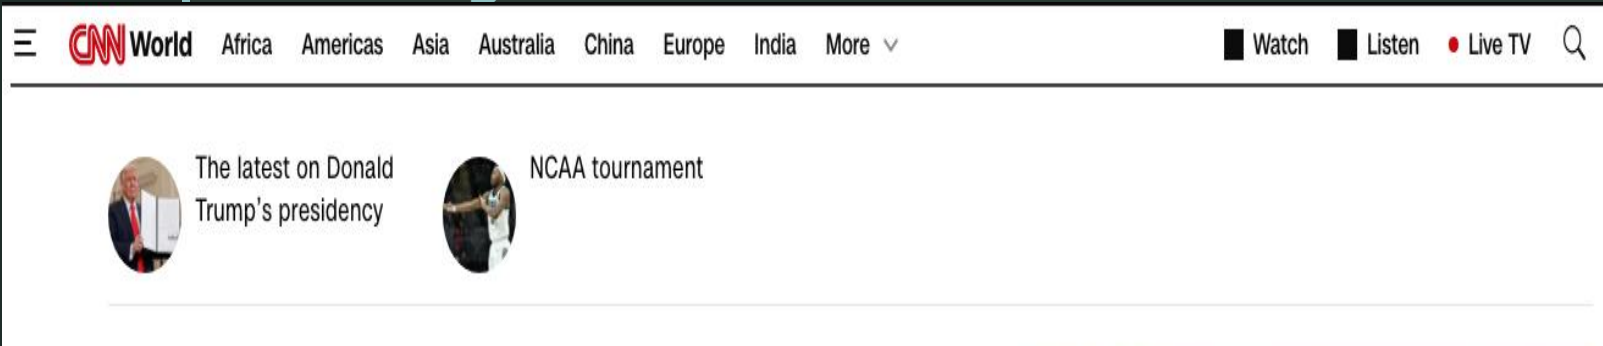 CNN World Africa Americas Asia Australia China Europe India More Watch Listen Live TV
The latest on Donald
Trump's presidency
NCAA tournament